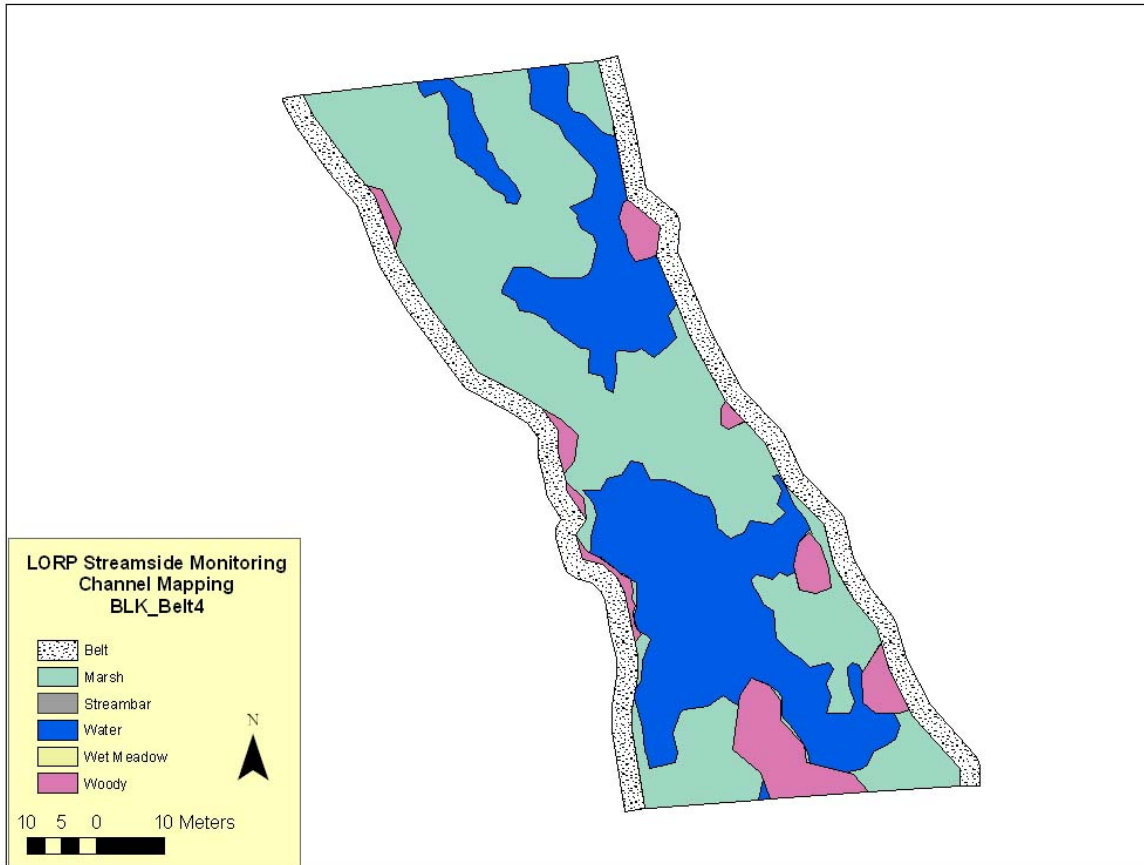 LORP Streamside Monitoring
Channel Mapping
BLK_Belt4
Belt
Marsh
Streambar
Water
Wet Meadow
Woody
N
10 5 0 10 Meters